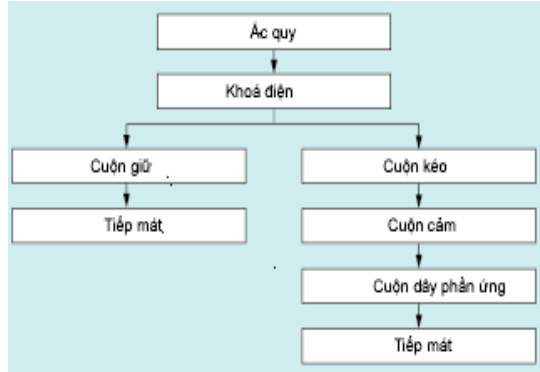 Ắc quy
Khoá điện
Cuộn giữ
Cuộn kéo
Tiếp mát
Cuộn cảm
Cuộn dây phần ứng
Tiếp mát